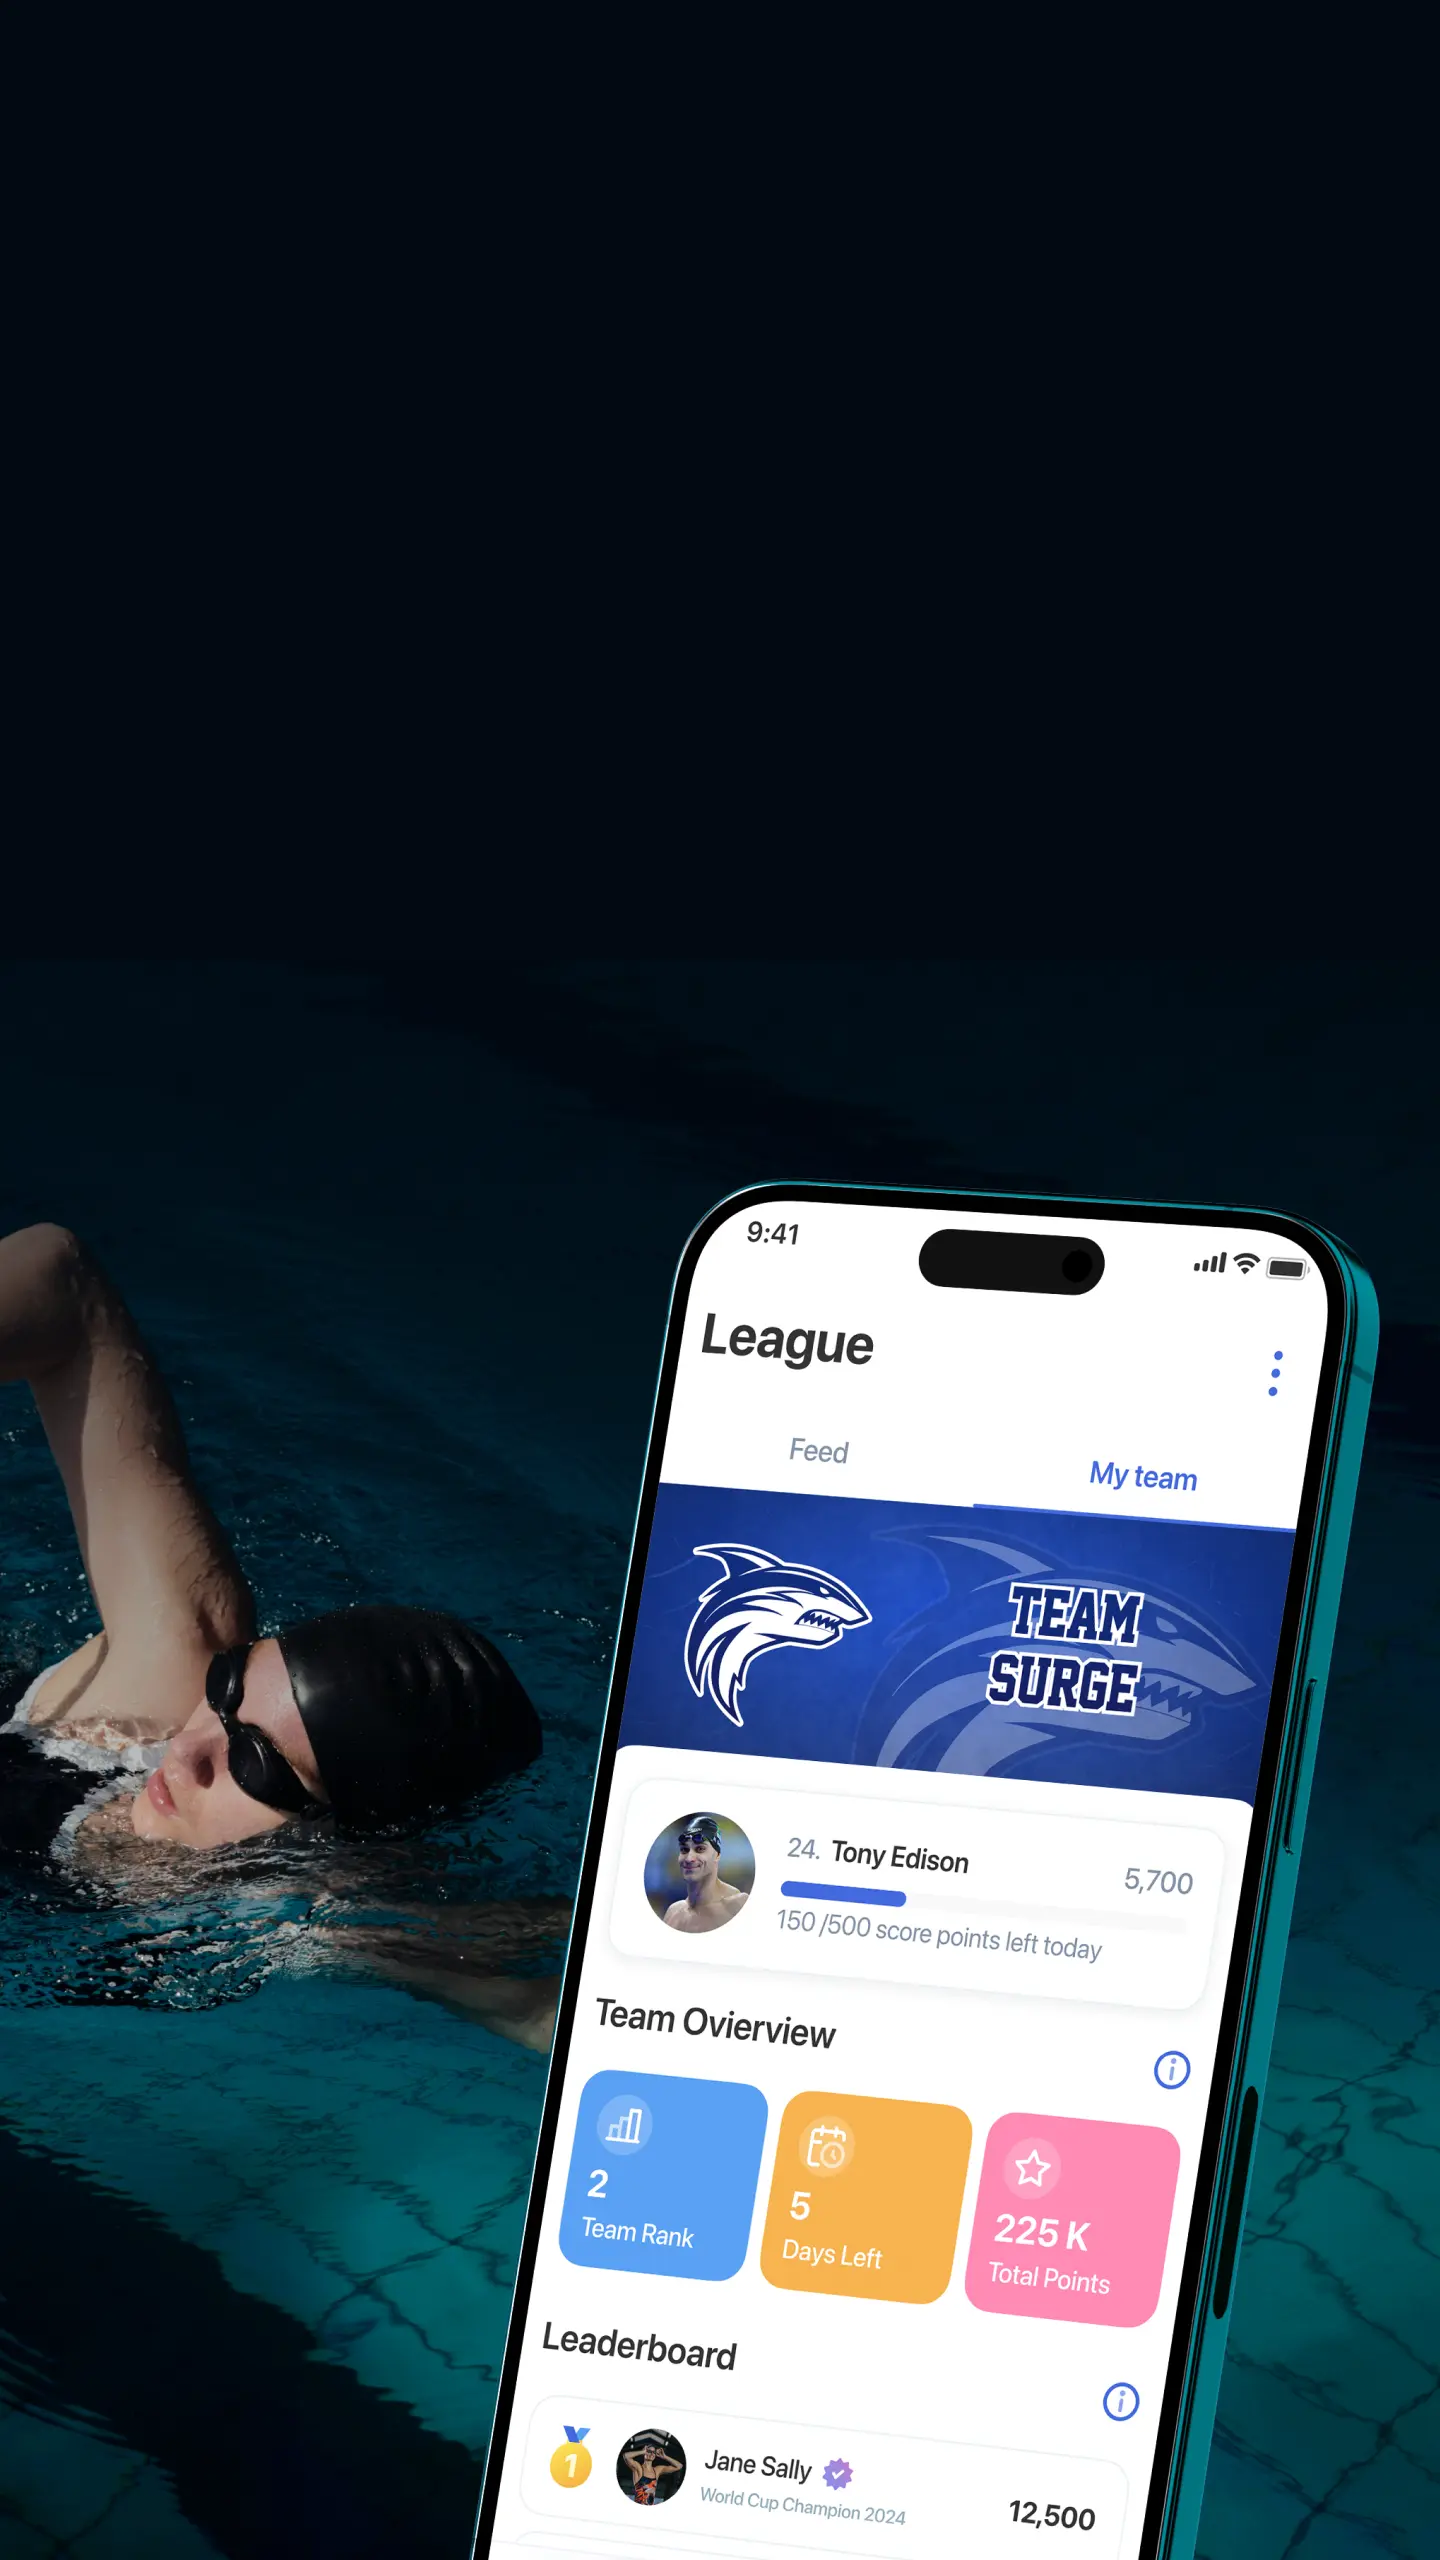 9:41
League
Feed
My team
TEAM
SURGE
24. Tony Edison
5,700
150 /500 score points left today
Team Ovierview
2
Team Rank
5
Days Left
225 K
Total Points
Leaderboard
1
Jane Sally
World Cup Champion 2024
12,500